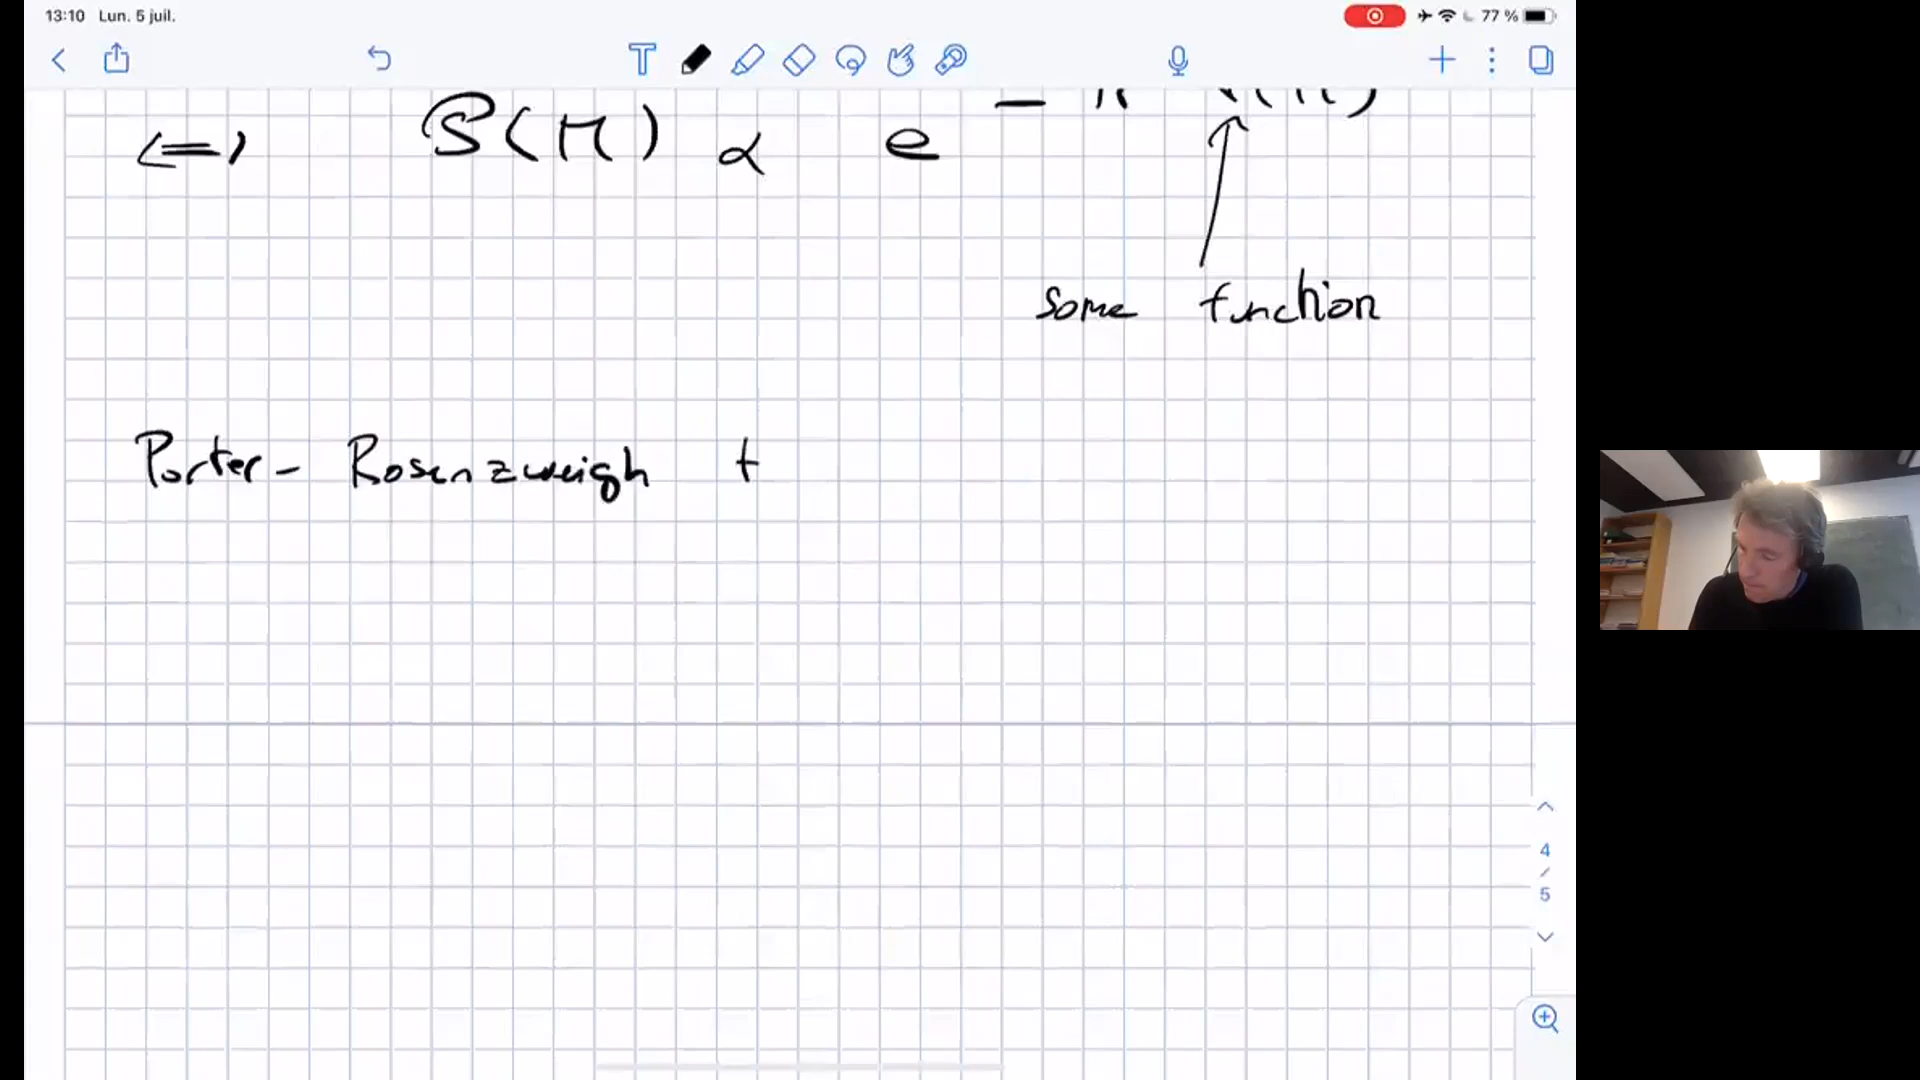 13:10 Lun. 5 juil. 77 %
<=> P(M) α e
some function
Porter - Rosenzweigh t
4
/
5